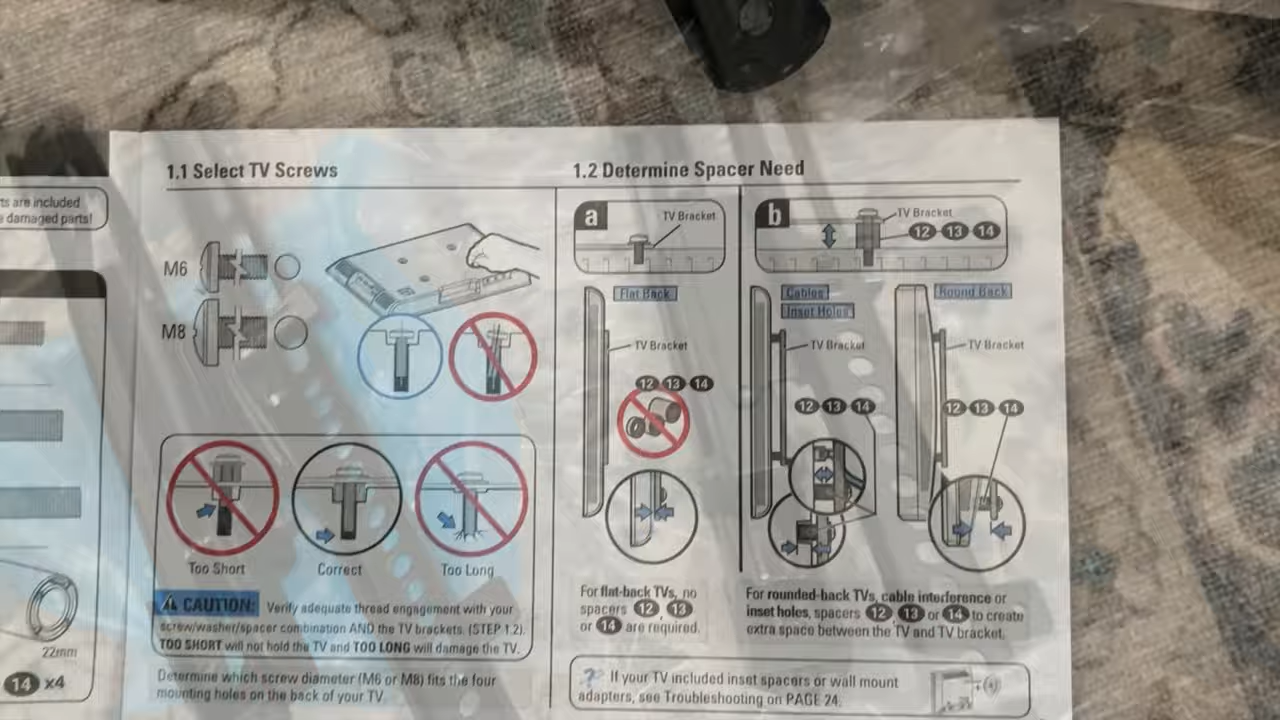 ts are included
damaged parts!
22mm
14 x4
1.1 Select TV Screws
M6
M8
Too Short
Correct
Too Long
CAUTION: Verify adequate thread engagement with your
screw/washer/spacer combination AND the TV brackets. (STEP 1.2).
TOO SHORT will not hold the TV and TOO LONG will damage the TV.
Determine which screw diameter (M6 or M8) fits the four
mounting holes on the back of your TV.
1.2 Determine Spacer Need
a
TV Bracket
Flat Back
TV Bracket
12 13 14
For flat-back TVs, no
spacers 12, 13
or 14 are required.
b
TV Bracket
12 13 14
Cables
Inset Holes
TV Bracket
12 13 14
Round Back
TV Bracket
12 13 14
For rounded-back TVs, cable interference or
inset holes, spacers 12, 13 or 14 to create
extra space between the TV and TV bracket.
? If your TV included inset spacers or wall mount
adapters, see Troubleshooting on PAGE 24.